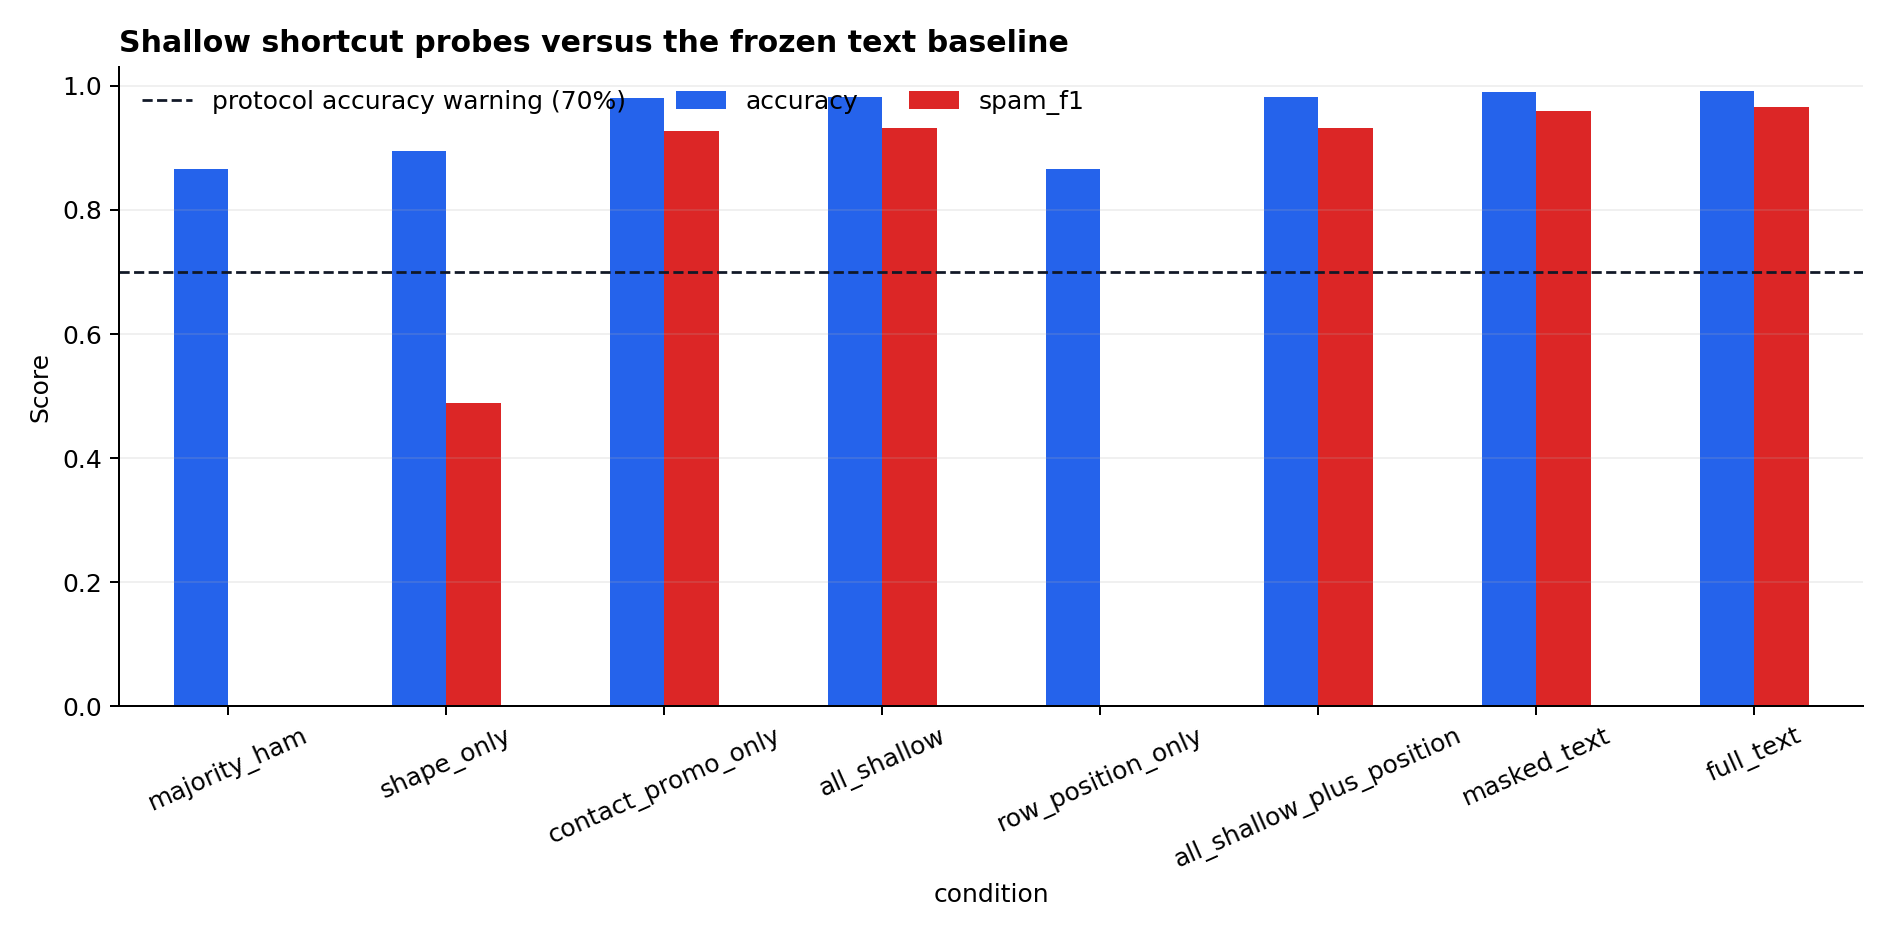 Shallow shortcut probes versus the frozen text baseline
protocol accuracy warning (70%) accuracy spam_f1
1.0
0.8
0.6
0.4
0.2
0.0
Score
majority_ham
shape_only
contact_promo_only
all_shallow
row_position_only
all_shallow_plus_position
masked_text
full_text
condition